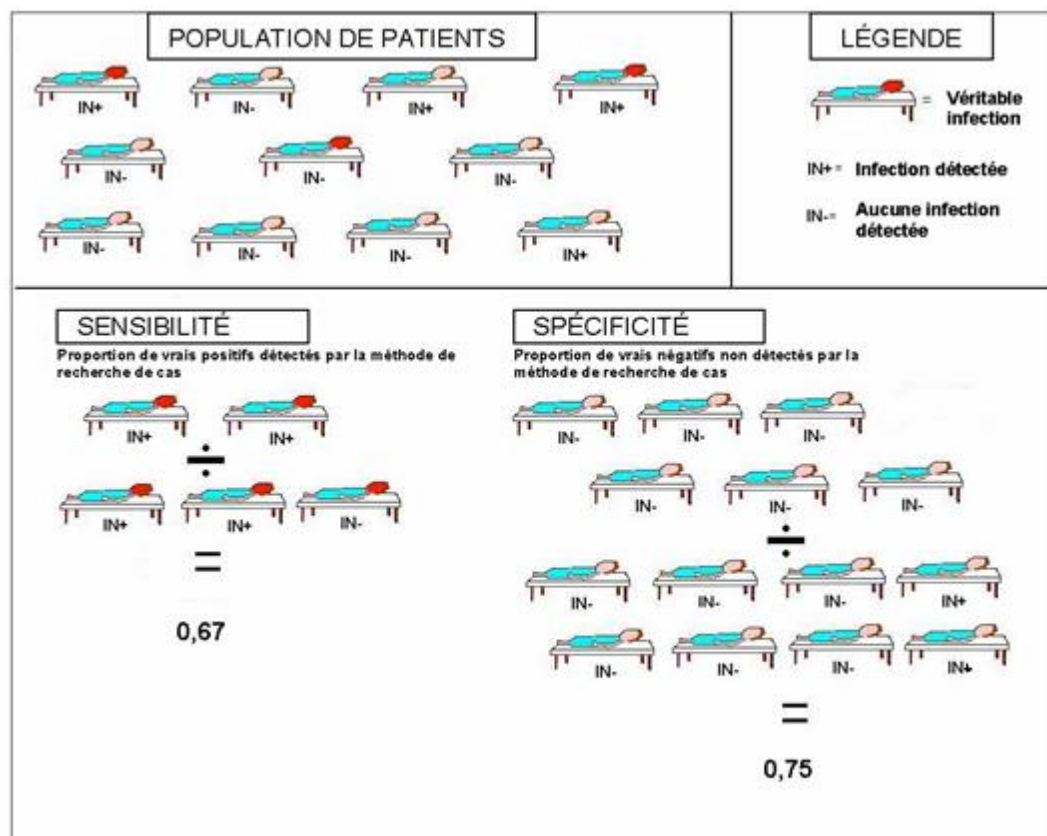 POPULATION DE PATIENTS
IN+ IN- IN+ IN+
IN- IN- IN-
IN- IN- IN- IN+
LÉGENDE
= Véritable
infection
IN+= Infection détectée
IN-= Aucune infection
détectée
SENSIBILITÉ
Proportion de vrais positifs détectés par la méthode de
recherche de cas
IN+ IN+
÷
IN+ IN+ IN-
=
0,67
SPÉCIFICITÉ
Proportion de vrais négatifs non détectés par la
méthode de recherche de cas
IN- IN- IN-
IN- IN- IN-
÷
IN- IN- IN- IN+
IN- IN- IN- IN+
=
0,75